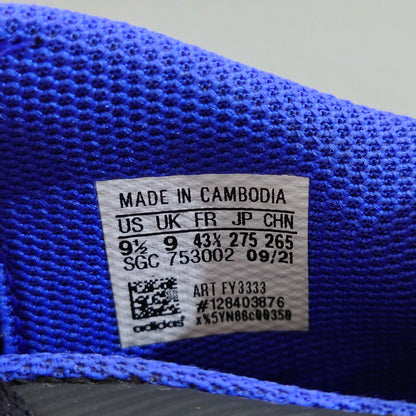 MADE IN CAMBODIA
US UK FR JP CHN
9½ 9 43⅓ 275 265
SGC 753002 09/21
ART FY3333
#128403876
adidas x%5YN88c00350